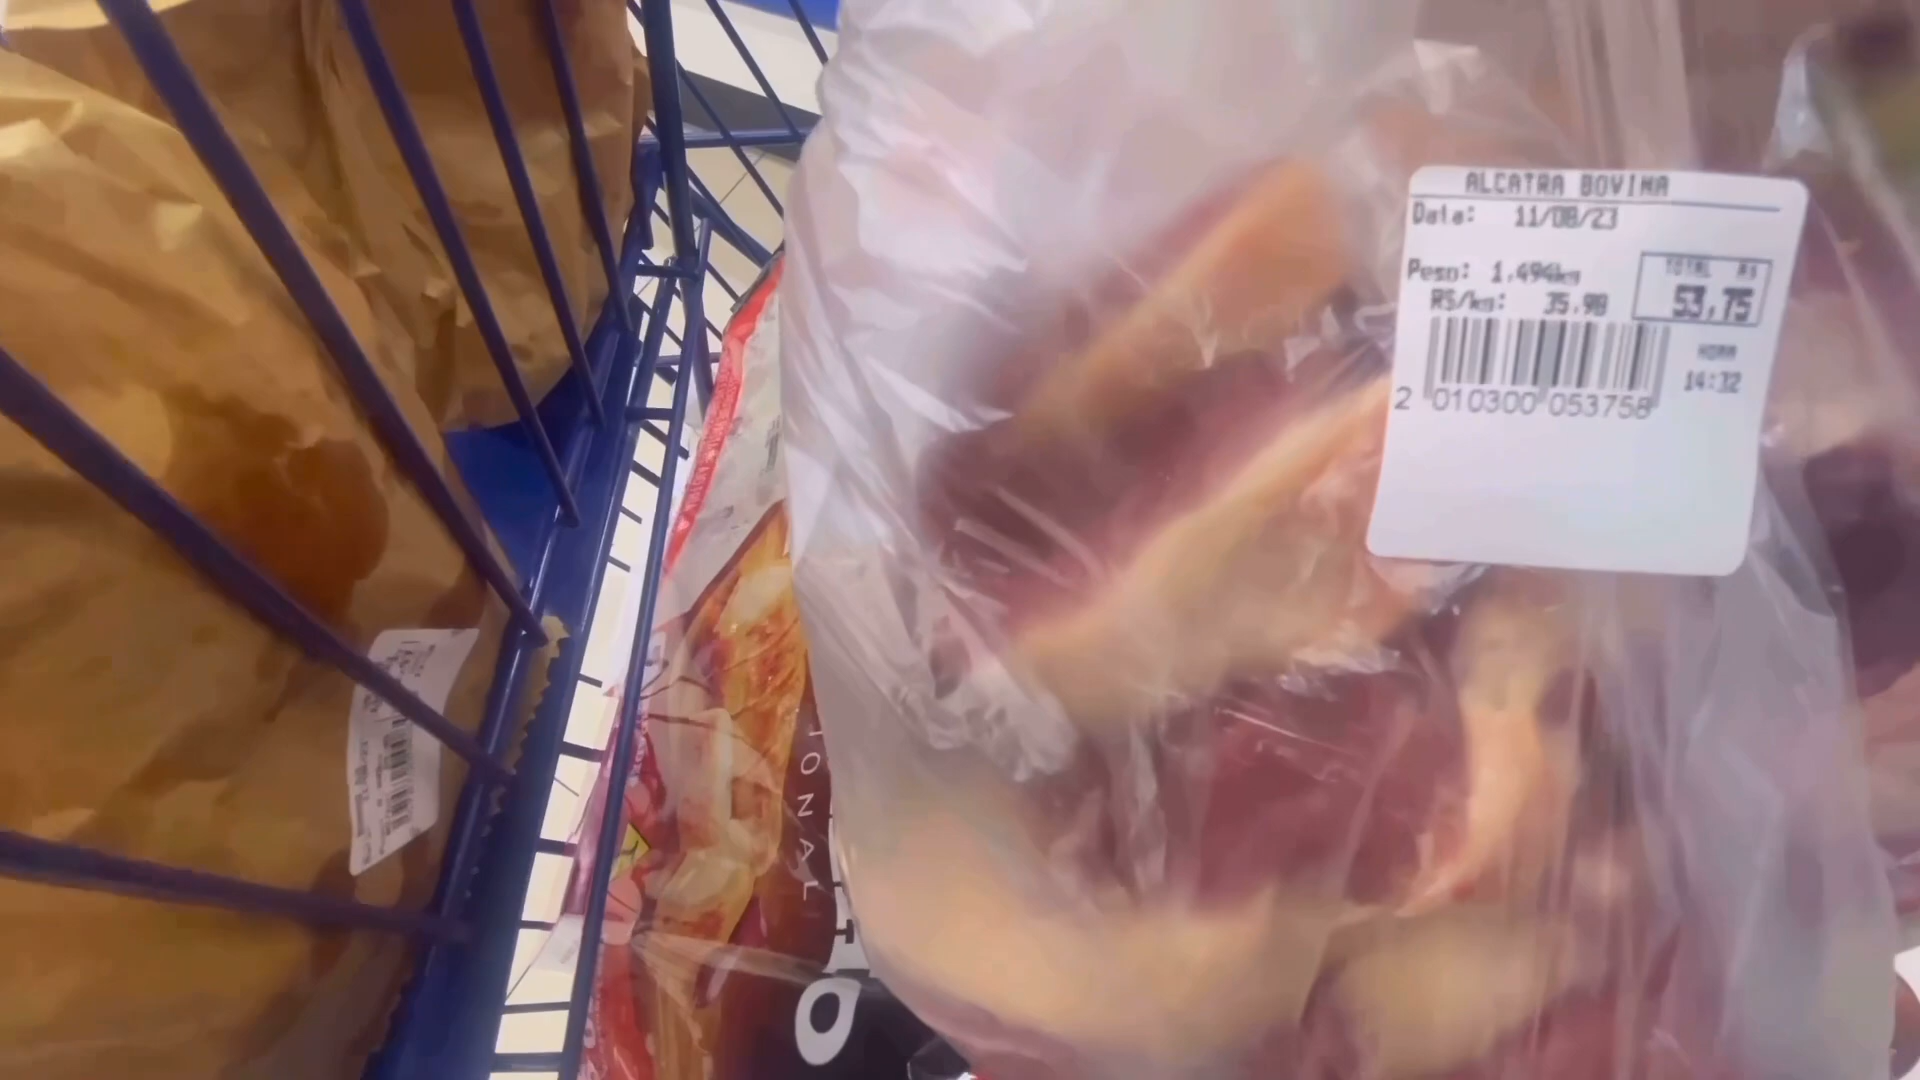 ALCATRA BOVINA
Data: 11/08/23
Peso: 1.494kg
TOTAL R$
R$/kg: 35.98
53,75
HORA
14:32
2 010300 053758
IONAL